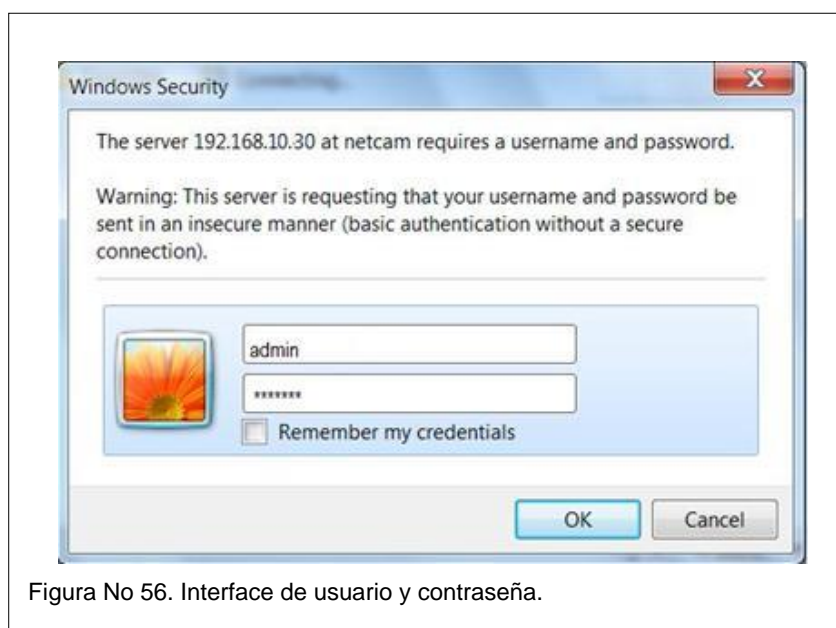 Windows Security
The server 192.168.10.30 at netcam requires a username and password.
Warning: This server is requesting that your username and password be
sent in an insecure manner (basic authentication without a secure
connection).
admin
*******
Remember my credentials
OK
Cancel
Figura No 56. Interface de usuario y contraseña.